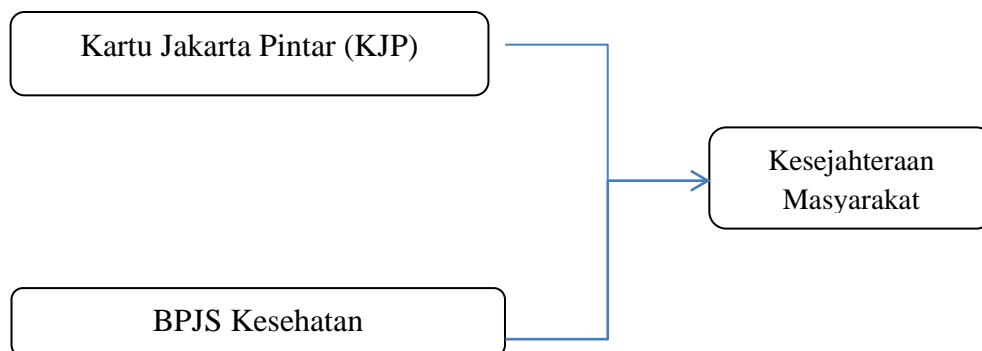 Kartu Jakarta Pintar (KJP)
Kesejahteraan
Masyarakat
BPJS Kesehatan